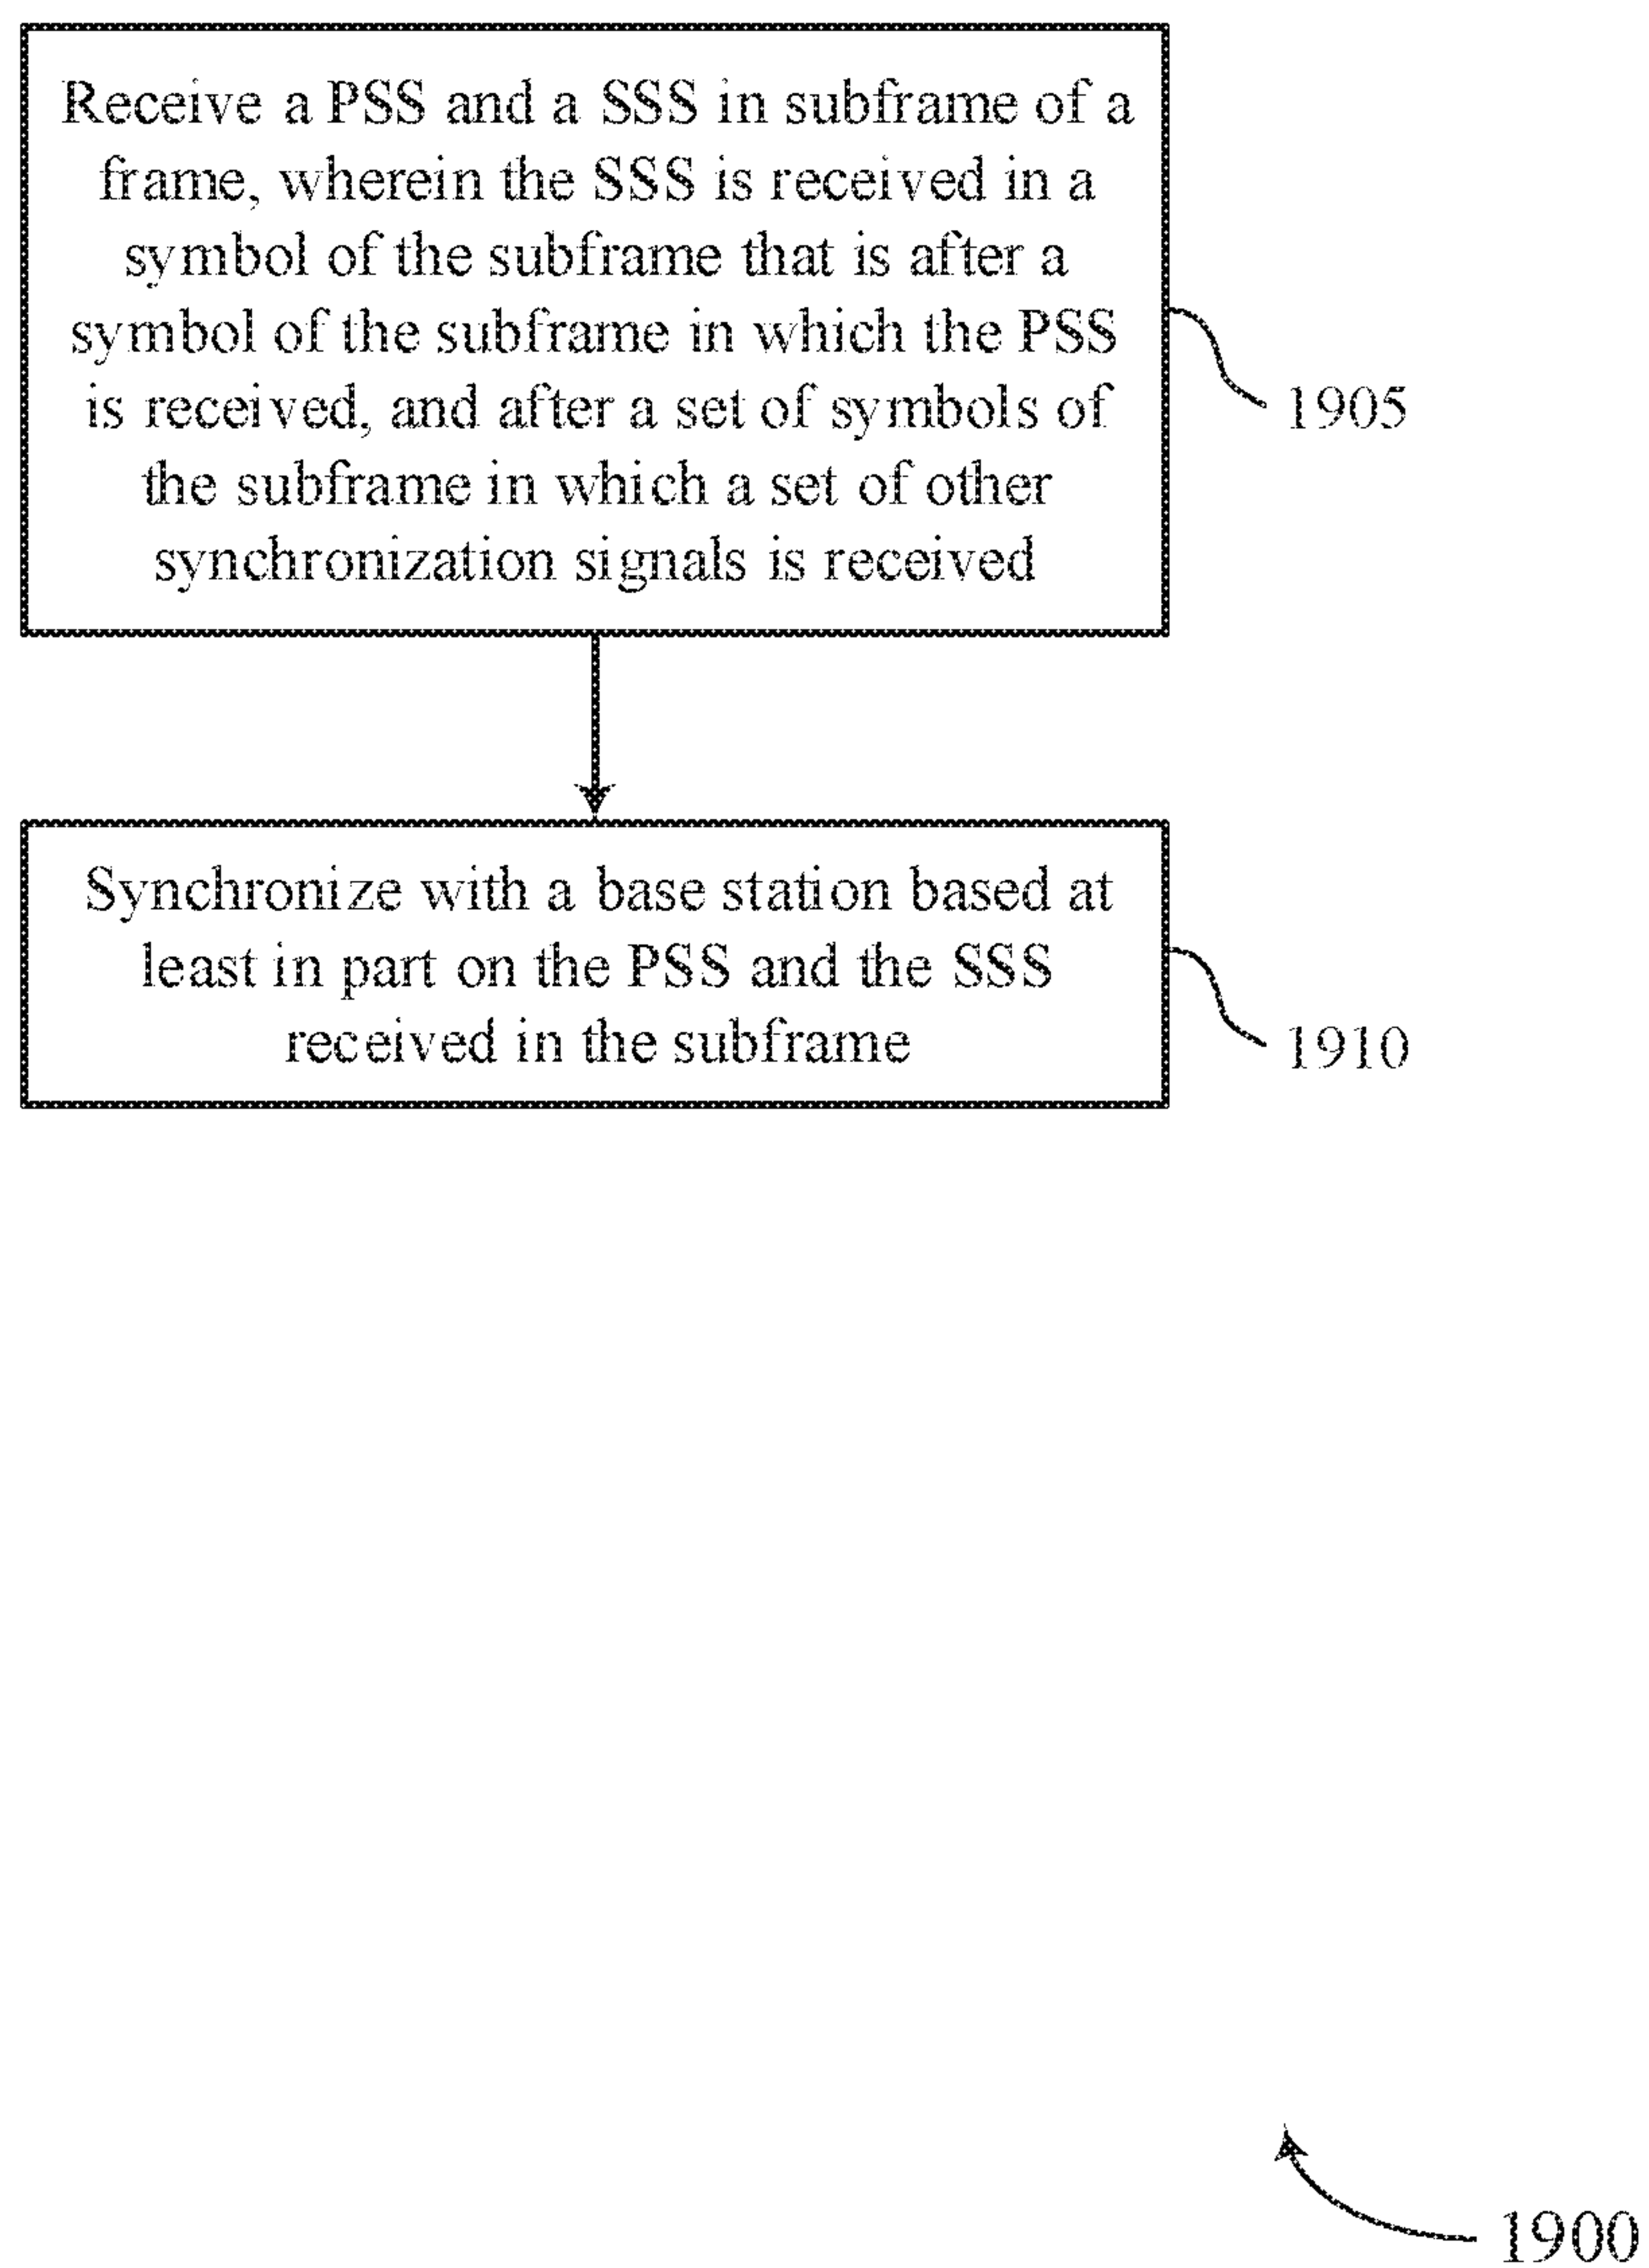 Receive a PSS and a SSS in subframe of a
frame, wherein the SSS is received in a
symbol of the subframe that is after a
symbol of the subframe in which the PSS
is received, and after a set of symbols of
the subframe in which a set of other
synchronization signals is received
1905
Synchronize with a base station based at
least in part on the PSS and the SSS
received in the subframe
1910
1900